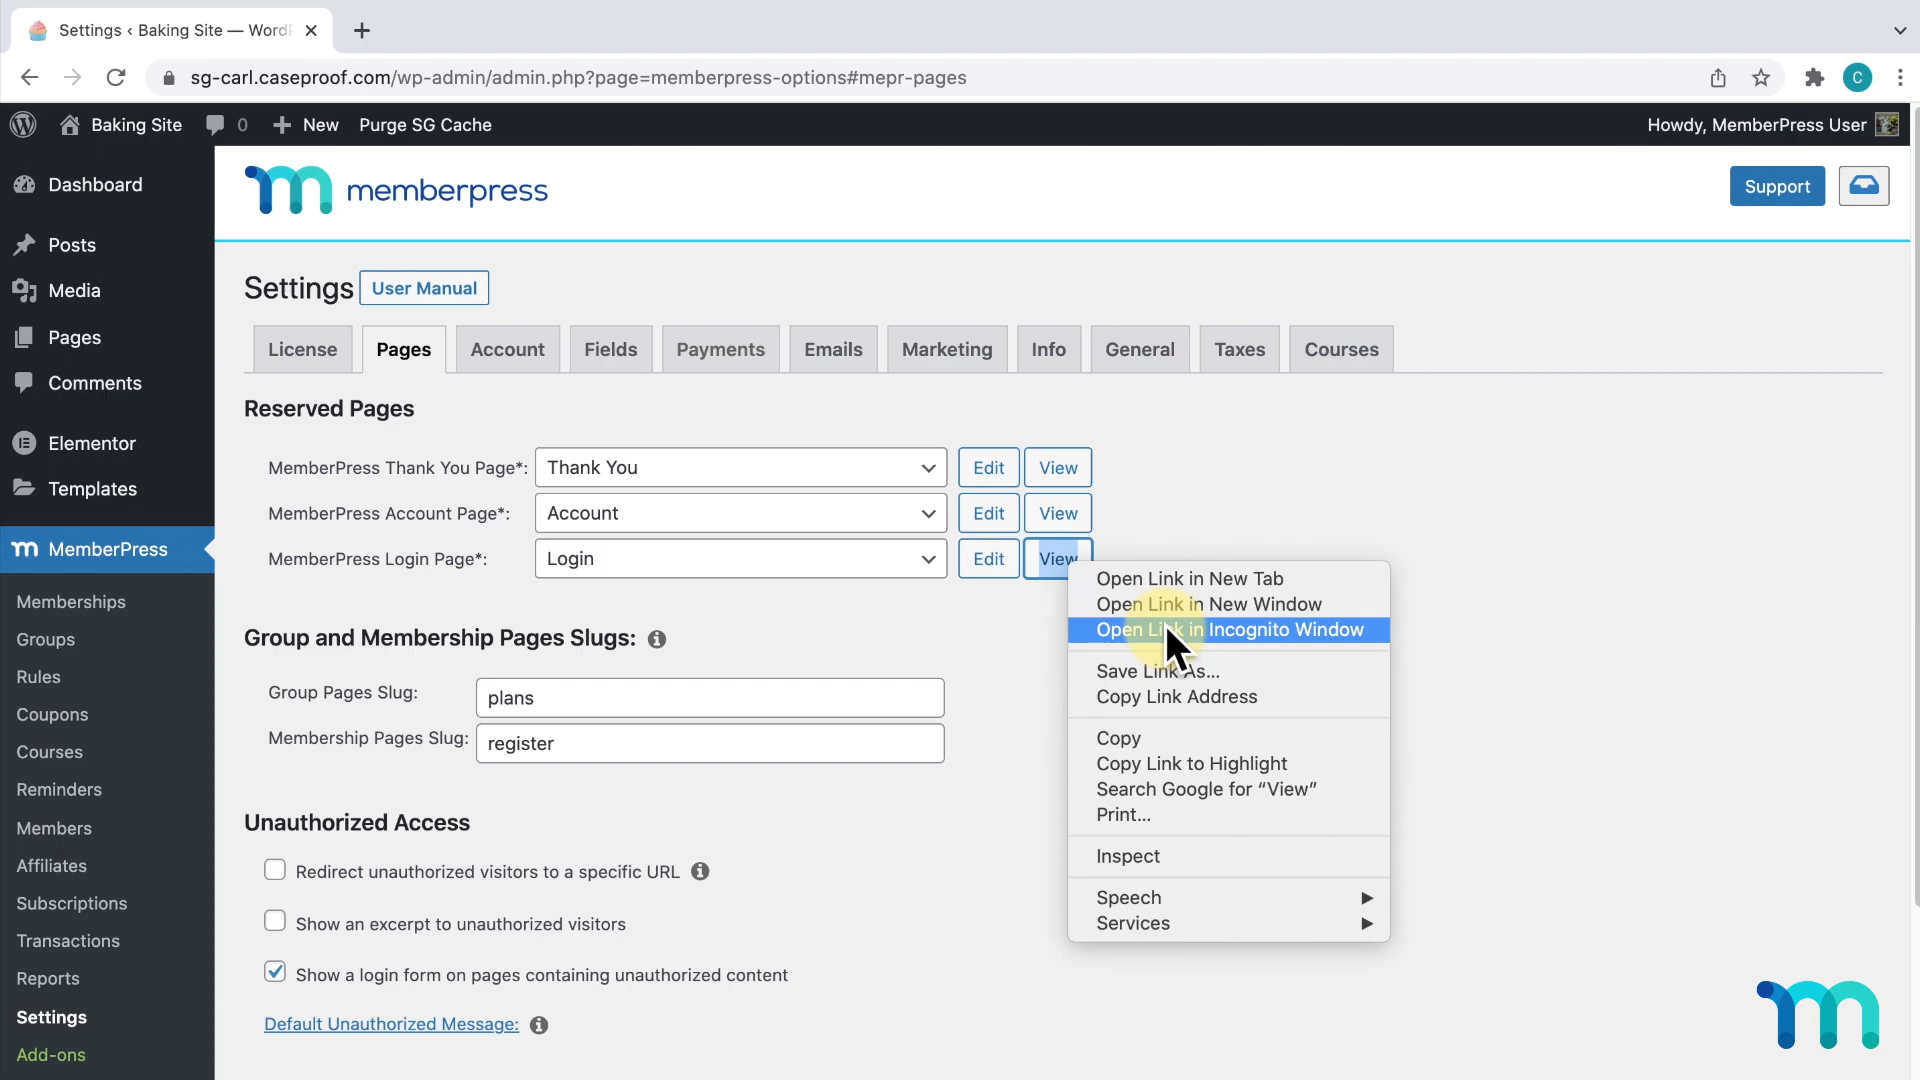 Settings ‹ Baking Site — WordP
sg-carl.caseproof.com/wp-admin/admin.php?page=memberpress-options#mepr-pages
C
Baking Site
0
New
Purge SG Cache
Howdy, MemberPress User
Dashboard
Posts
Media
Pages
Comments
Elementor
Templates
MemberPress
Memberships
Groups
Rules
Coupons
Courses
Reminders
Members
Affiliates
Subscriptions
Transactions
Reports
Settings
Add-ons
memberpress
Support
Settings
User Manual
License
Pages
Account
Fields
Payments
Emails
Marketing
Info
General
Taxes
Courses
Reserved Pages
MemberPress Thank You Page*: Thank You Edit View
MemberPress Account Page*: Account Edit View
MemberPress Login Page*: Login Edit View
Group and Membership Pages Slugs:
Group Pages Slug: plans
Membership Pages Slug: register
Unauthorized Access
Redirect unauthorized visitors to a specific URL
Show an excerpt to unauthorized visitors
Show a login form on pages containing unauthorized content
Default Unauthorized Message:
Open Link in New Tab
Open Link in New Window
Open Link in Incognito Window
Save Link As...
Copy Link Address
Copy
Copy Link to Highlight
Search Google for “View”
Print...
Inspect
Speech
Services